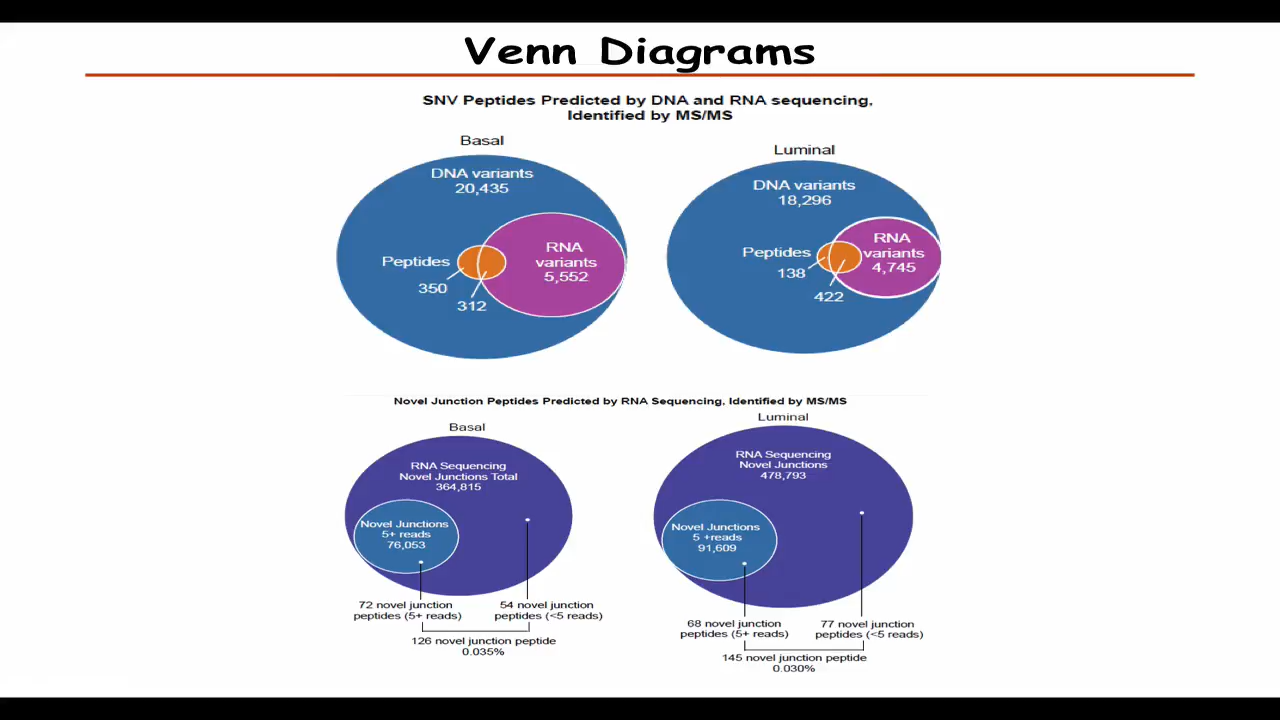 Venn Diagrams
SNV Peptides Predicted by DNA and RNA sequencing,
Identified by MS/MS
Basal
DNA variants
20,435
Peptides
350
312
RNA
variants
5,552
Luminal
DNA variants
18,296
Peptides
138
422
RNA
variants
4,745
Novel Junction Peptides Predicted by RNA Sequencing, Identified by MS/MS
Basal
RNA Sequencing
Novel Junctions Total
364,815
Novel Junctions
5+ reads
76,053
72 novel junction
peptides (5+ reads)
54 novel junction
peptides (<5 reads)
126 novel junction peptide
0.035%
Luminal
RNA Sequencing
Novel Junctions
478,793
Novel Junctions
5 +reads
91,609
68 novel junction
peptides (5+ reads)
77 novel junction
peptides (<5 reads)
145 novel junction peptide
0.030%